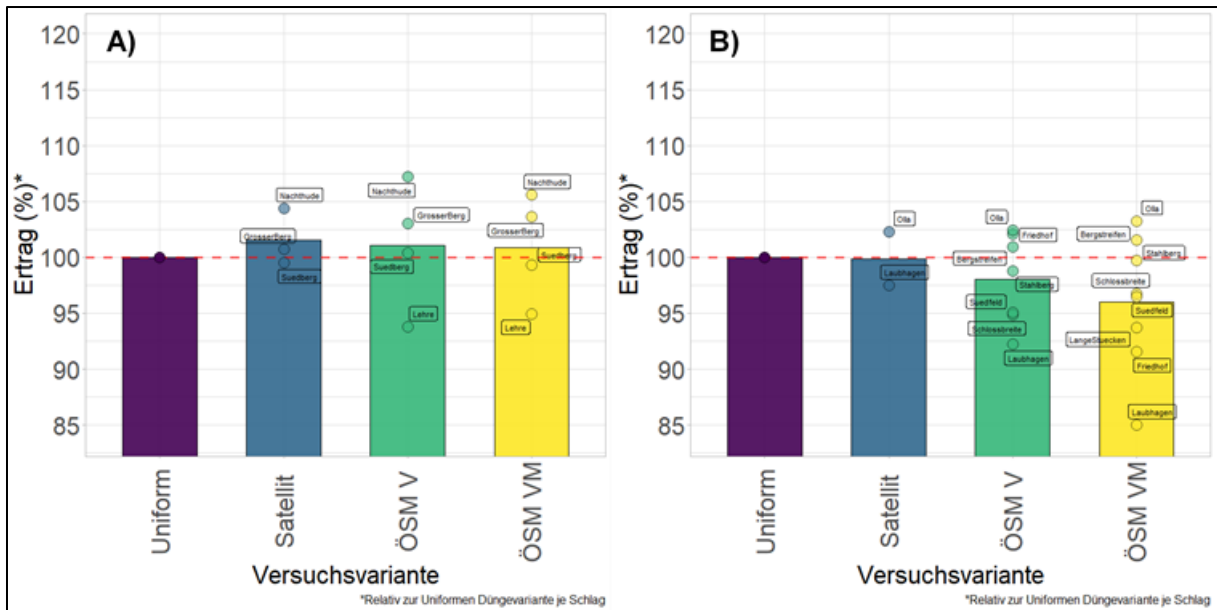 A)
120
115
110
105
100
95
90
85
Ertrag (%)*
Nachthude
GrosserBerg
Suedberg
Nachthude
GrosserBerg
Suedberg
Lehre
Nachthude
GrosserBerg
Suedberg
Lehre
Uniform
Satellit
ÖSM V
ÖSM VM
Versuchsvariante
*Relativ zur Uniformen Düngevariante je Schlag
B)
120
115
110
105
100
95
90
85
Ertrag (%)*
Olla
Laubhagen
Olla
Friedhof
Bergstreifen
Stahlberg
Suedfeld
Schlossbreite
Laubhagen
Olla
Bergstreifen
Stahlberg
Schlossbreite
Suedfeld
LangeStuecken
Friedhof
Laubhagen
Uniform
Satellit
ÖSM V
ÖSM VM
Versuchsvariante
*Relativ zur Uniformen Düngevariante je Schlag